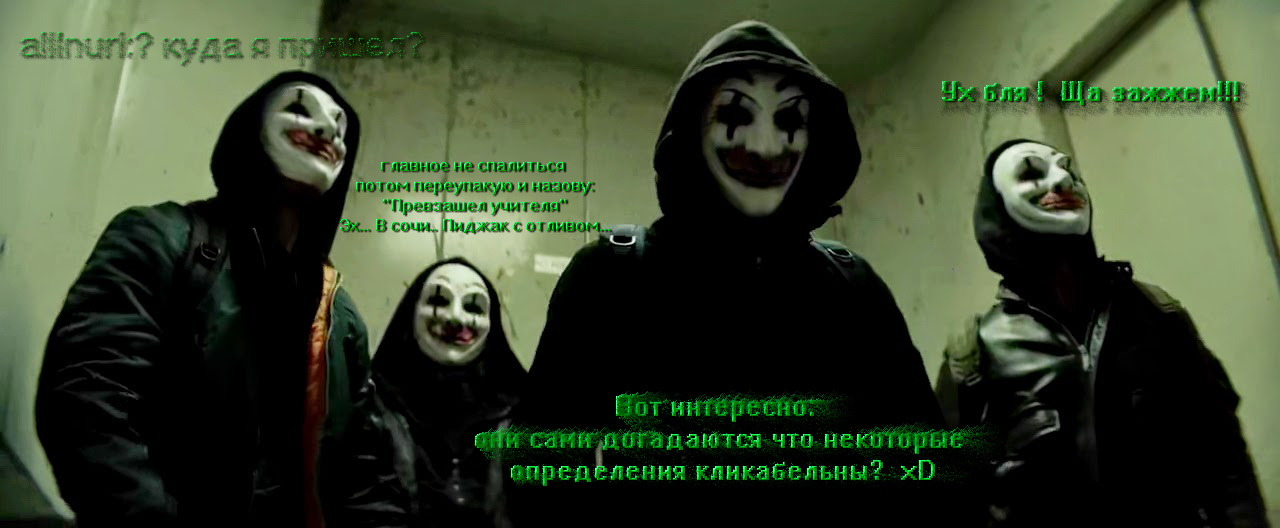 allinuri:? куда я пришел?
Ух бля ! Ща зажжем!!!
главное не спалиться
потом переупакую и назову:
"Превзашел учителя"
Эх... В сочи.. Пиджак с отливом...
Вот интересно:
они сами догадаются что некоторые
определения кликабельны? xD